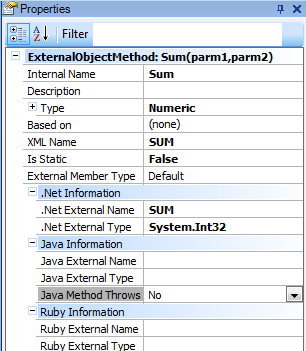 Properties
Filter
ExternalObjectMethod: Sum(parm1,parm2)
Internal Name Sum
Description
Type Numeric
Based on (none)
XML Name SUM
Is Static False
External Member Type Default
.Net Information
.Net External Name SUM
.Net External Type System.Int32
Java Information
Java External Name
Java External Type
Java Method Throws No
Ruby Information
Ruby External Name
Ruby External Type